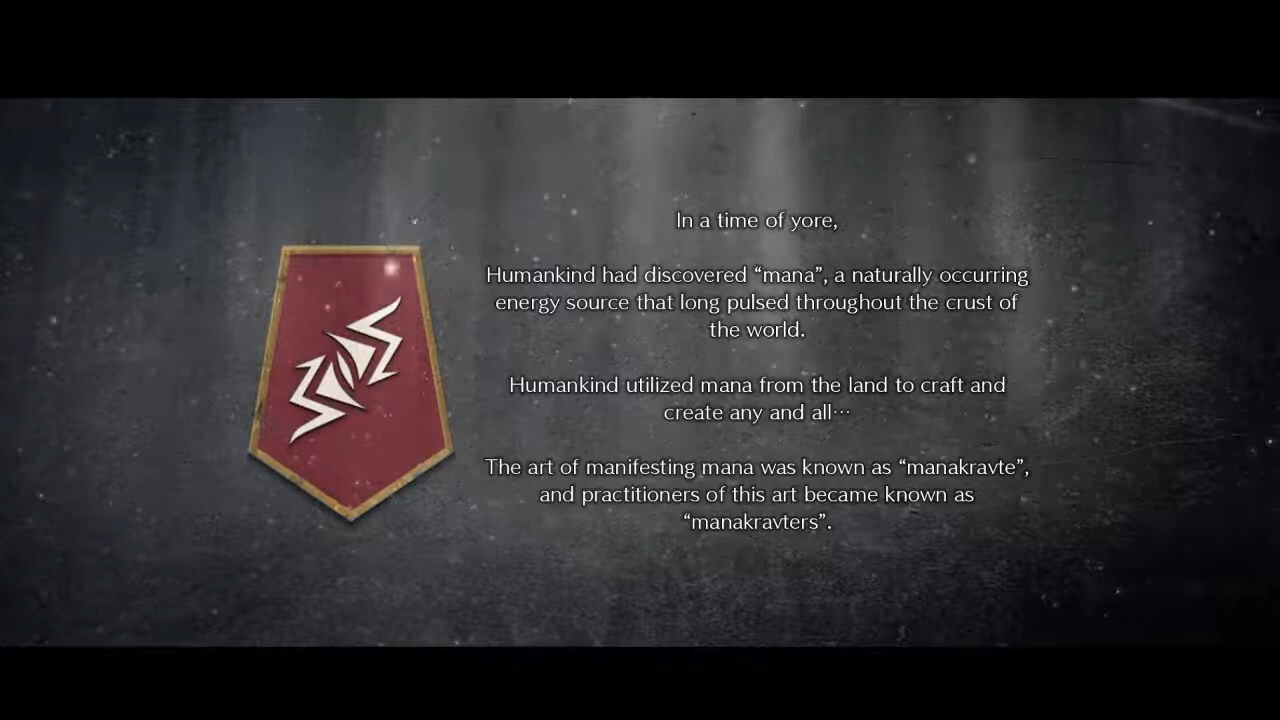 In a time of yore,
Humankind had discovered “mana”, a naturally occurring
energy source that long pulsed throughout the crust of
the world.
Humankind utilized mana from the land to craft and
create any and all…
The art of manifesting mana was known as “manakravte”,
and practitioners of this art became known as
“manakravters”.